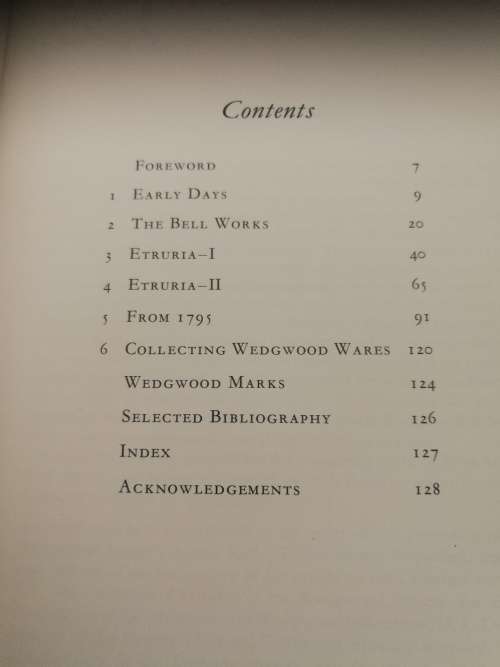 Contents
Foreword 7
1 Early Days 9
2 The Bell Works 20
3 Etruria–I 40
4 Etruria–II 65
5 From 1795 91
6 Collecting Wedgwood Wares 120
Wedgwood Marks 124
Selected Bibliography 126
Index 127
Acknowledgements 128